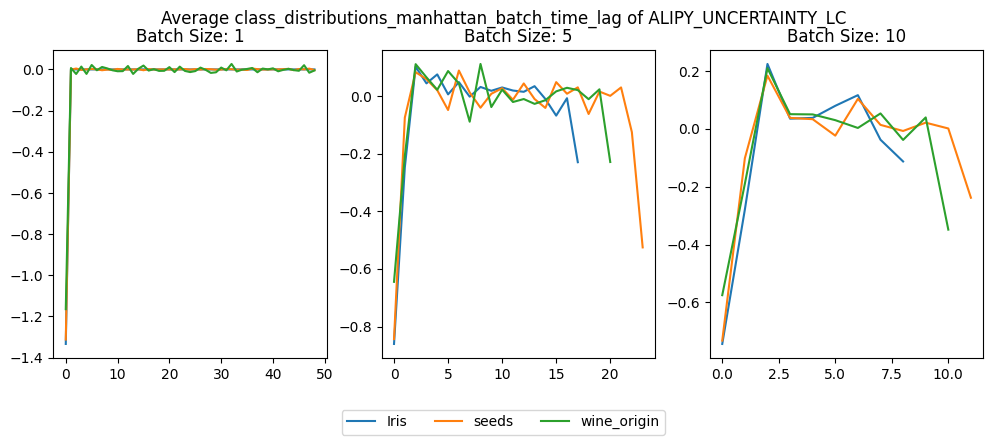 Average class_distributions_manhattan_batch_time_lag of ALIPY_UNCERTAINTY_LC
Batch Size: 1
Batch Size: 5
Batch Size: 10
0.0
−0.2
−0.4
−0.6
−0.8
−1.0
−1.2
−1.4
0 10 20 30 40 50
0.0
−0.2
−0.4
−0.6
−0.8
0 5 10 15 20
0.2
0.0
−0.2
−0.4
−0.6
0.0 2.5 5.0 7.5 10.0
Iris seeds wine_origin